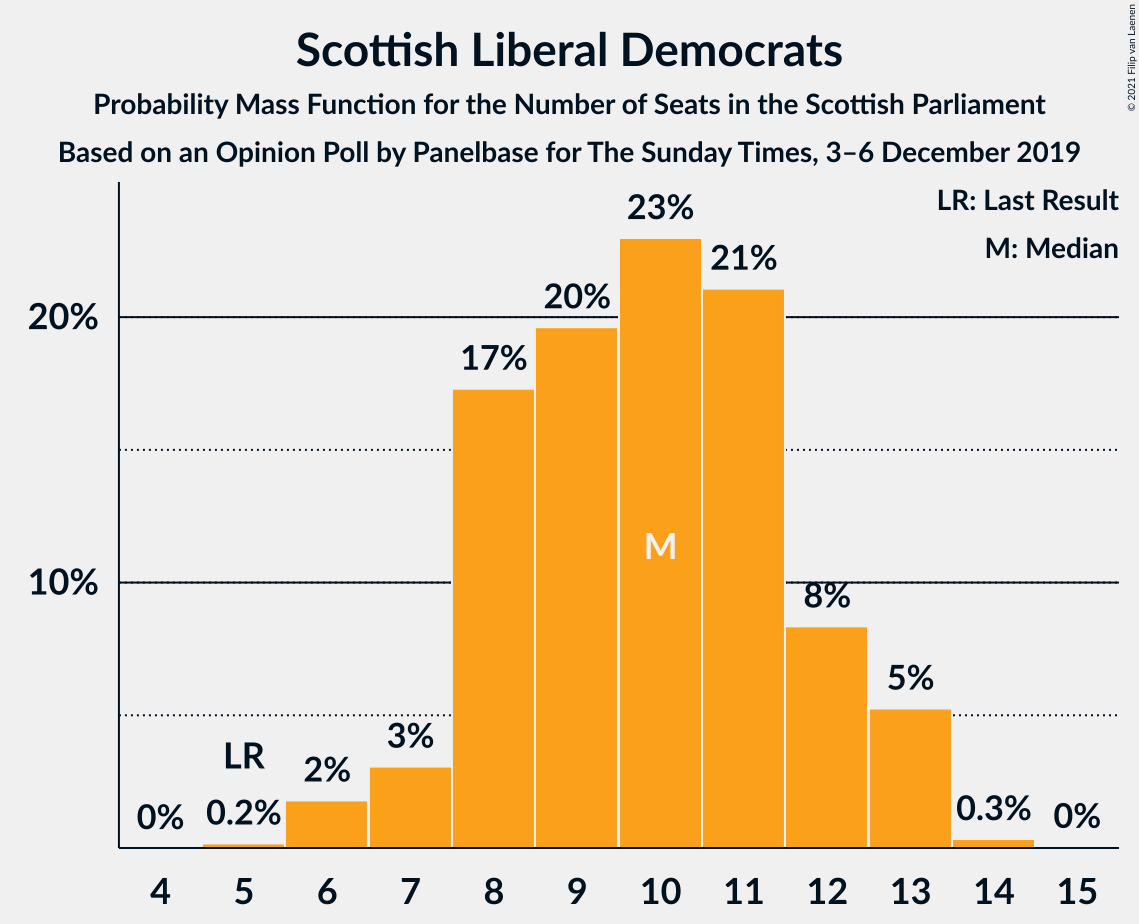 Scottish Liberal Democrats
Probability Mass Function for the Number of Seats in the Scottish Parliament
Based on an Opinion Poll by Panelbase for The Sunday Times, 3–6 December 2019
© 2021 Filip van Laenen
LR: Last Result
M: Median
20%
10%
0%
LR
0.2%
2%
3%
17%
20%
23%
M
21%
8%
5%
0.3%
0%
4 5 6 7 8 9 10 11 12 13 14 15